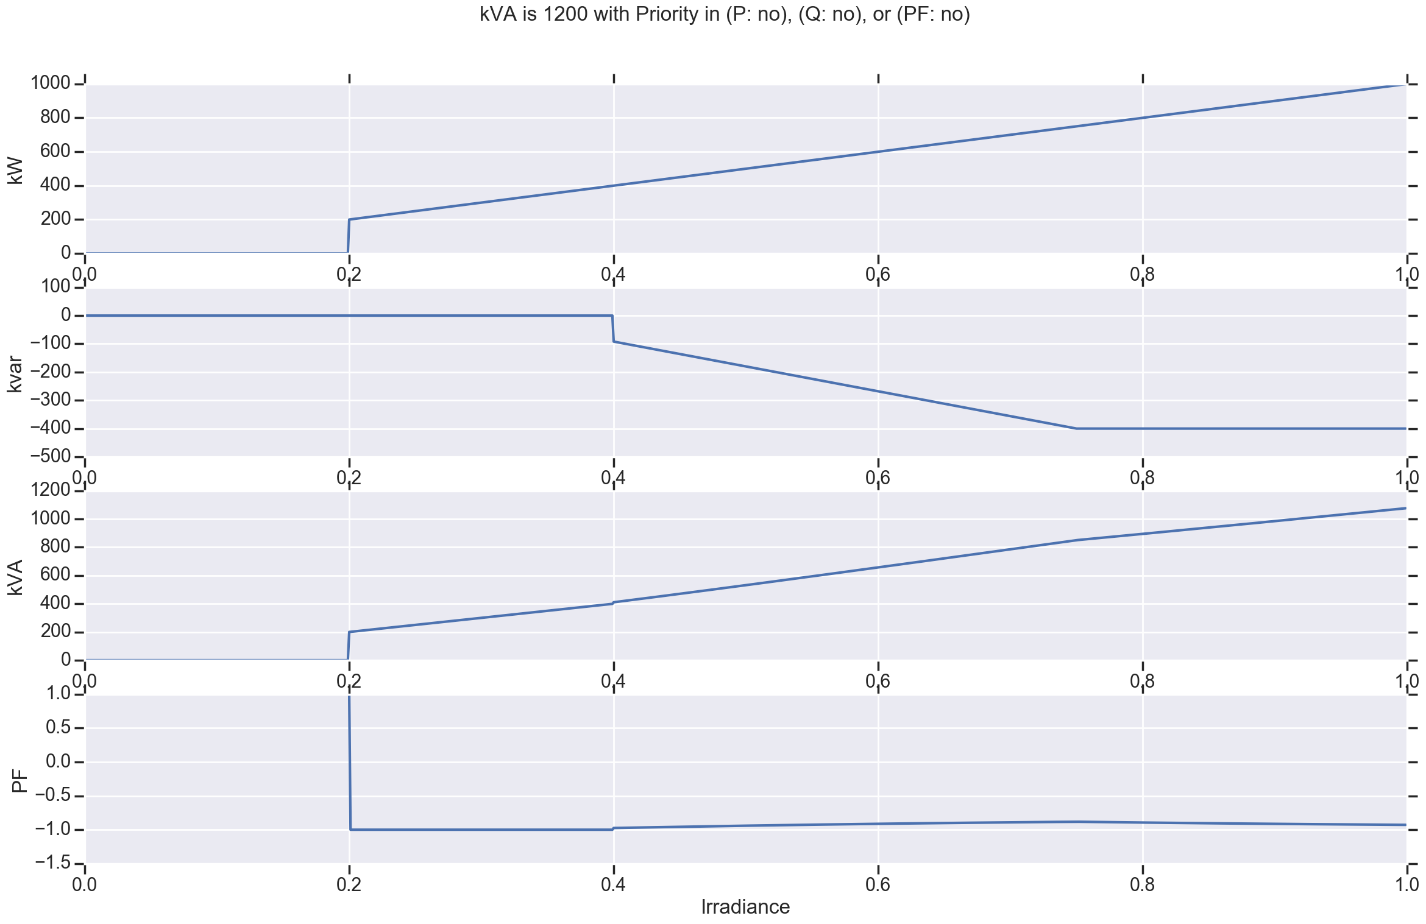 kVA is 1200 with Priority in (P: no), (Q: no), or (PF: no)
1000
800
600
400
200
0
kW
0.0 0.2 0.4 0.6 0.8 1.0
100
0
−100
−200
−300
−400
−500
kvar
0.0 0.2 0.4 0.6 0.8 1.0
1200
1000
800
600
400
200
0
kVA
0.0 0.2 0.4 0.6 0.8 1.0
1.0
0.5
0.0
−0.5
−1.0
−1.5
PF
0.0 0.2 0.4 0.6 0.8 1.0
Irradiance